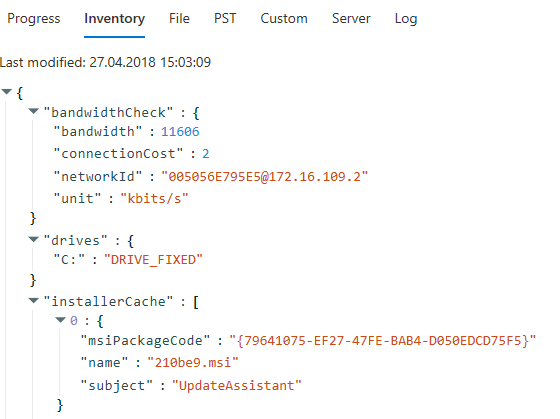 Progress Inventory File PST Custom Server Log
Last modified: 27.04.2018 15:03:09
{
"bandwidthCheck" : {
"bandwidth" : 11606
"connectionCost" : 2
"networkId" : "005056E795E5@172.16.109.2"
"unit" : "kbits/s"
}
"drives" : {
"C:" : "DRIVE_FIXED"
}
"installerCache" : [
0 : {
"msiPackageCode" : "{79641075-EF27-47FE-BAB4-D050EDCD75F5}"
"name" : "210be9.msi"
"subject" : "UpdateAssistant"
}